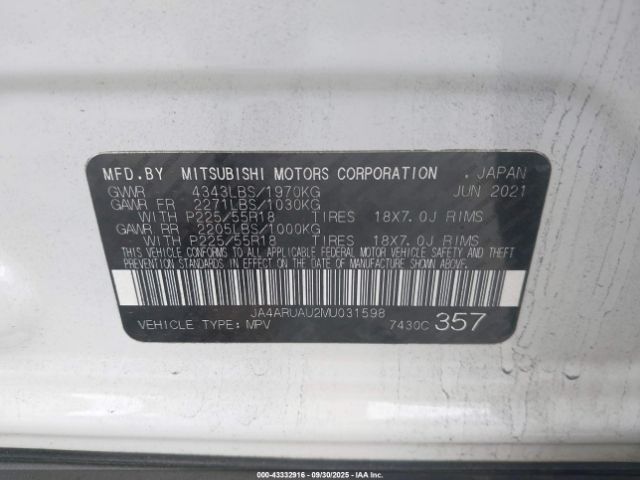 MFD.BY MITSUBISHI MOTORS CORPORATION . JAPAN
GVWR 4343LBS/1970KG JUN 2021
GAWR FR 2271LBS/1030KG
WITH P225/55R18 TIRES 18X7.0J RIMS
GAWR RR 2205LBS/1000KG
WITH P225/55R18 TIRES 18X7.0J RIMS
THIS VEHICLE CONFORMS TO ALL APPLICABLE FEDERAL MOTOR VEHICLE SAFETY AND THEFT
PREVENTION STANDARDS IN EFFECT ON THE DATE OF MANUFACTURE SHOWN ABOVE.
JA4ARUAU2MU031598
VEHICLE TYPE: MPV 7430C 357
© 43332916 - 09/30/2025 - IAA Inc.